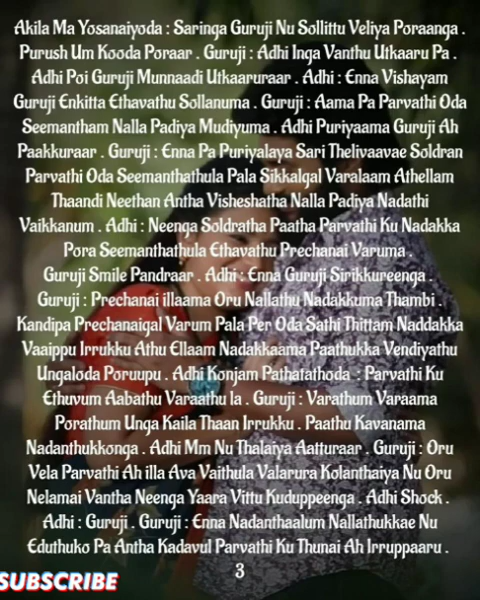 Akila Ma Yosanaiyoda : Saringa Guruji Nu Sollittu Veliya Poraanga .
Purush Um Kooda Poraar . Guruji : Adhi Inga Vanthu Utkaaru Pa .
Adhi Poi Guruji Munnaadi Utkaaruraar . Adhi : Enna Vishayam
Guruji Enkitta Ethavathu Sollanuma . Guruji : Aama Pa Parvathi Oda
Seemantham Nalla Padiya Mudiyuma . Adhi Puriyaama Guruji Ah
Paakkuraar . Guruji : Enna Pa Puriyalaya Sari Thelivaavae Soldran
Parvathi Oda Seemanthathula Pala Sikkalgal Varalaam Athellam
Thaandi Neethan Antha Visheshatha Nalla Padiya Nadathi
Vaikkanum . Adhi : Neenga Soldratha Paatha Parvathi Ku Nadakka
Pora Seemanthathula Ethavathu Prechanai Varuma .
Guruji Smile Pandraar . Adhi : Enna Guruji Sirikkureenga .
Guruji : Prechanai illaama Oru Nallathu Nadakkuma Thambi .
Kandipa Prechanaigal Varum Pala Per Oda Sathi Thittam Naddakka
Vaaippu Irrukku Athu Ellaam Nadakkaama Paathukka Vendiyathu
Ungaloda Poruupu . Adhi Konjam Pathatathoda : Parvathi Ku
Ethuvum Aabathu Varaathu la . Guruji : Varathum Varaama
Porathum Unga Kaila Thaan Irrukku . Paathu Kavanama
Nadanthukkonga . Adhi Mm Nu Thalaiya Aatturaar . Guruji : Oru
Vela Parvathi Ah illa Ava Vaithula Valarura Kolanthaiya Nu Oru
Nelamai Vantha Neenga Yaara Vittu Kuduppeenga . Adhi Shock .
Adhi : Guruji . Guruji : Enna Nadanthaalum Nallathukkae Nu
Eduthuko Pa Antha Kadavul Parvathi Ku Thunai Ah Irruppaaru .
3
SUBSCRIBE